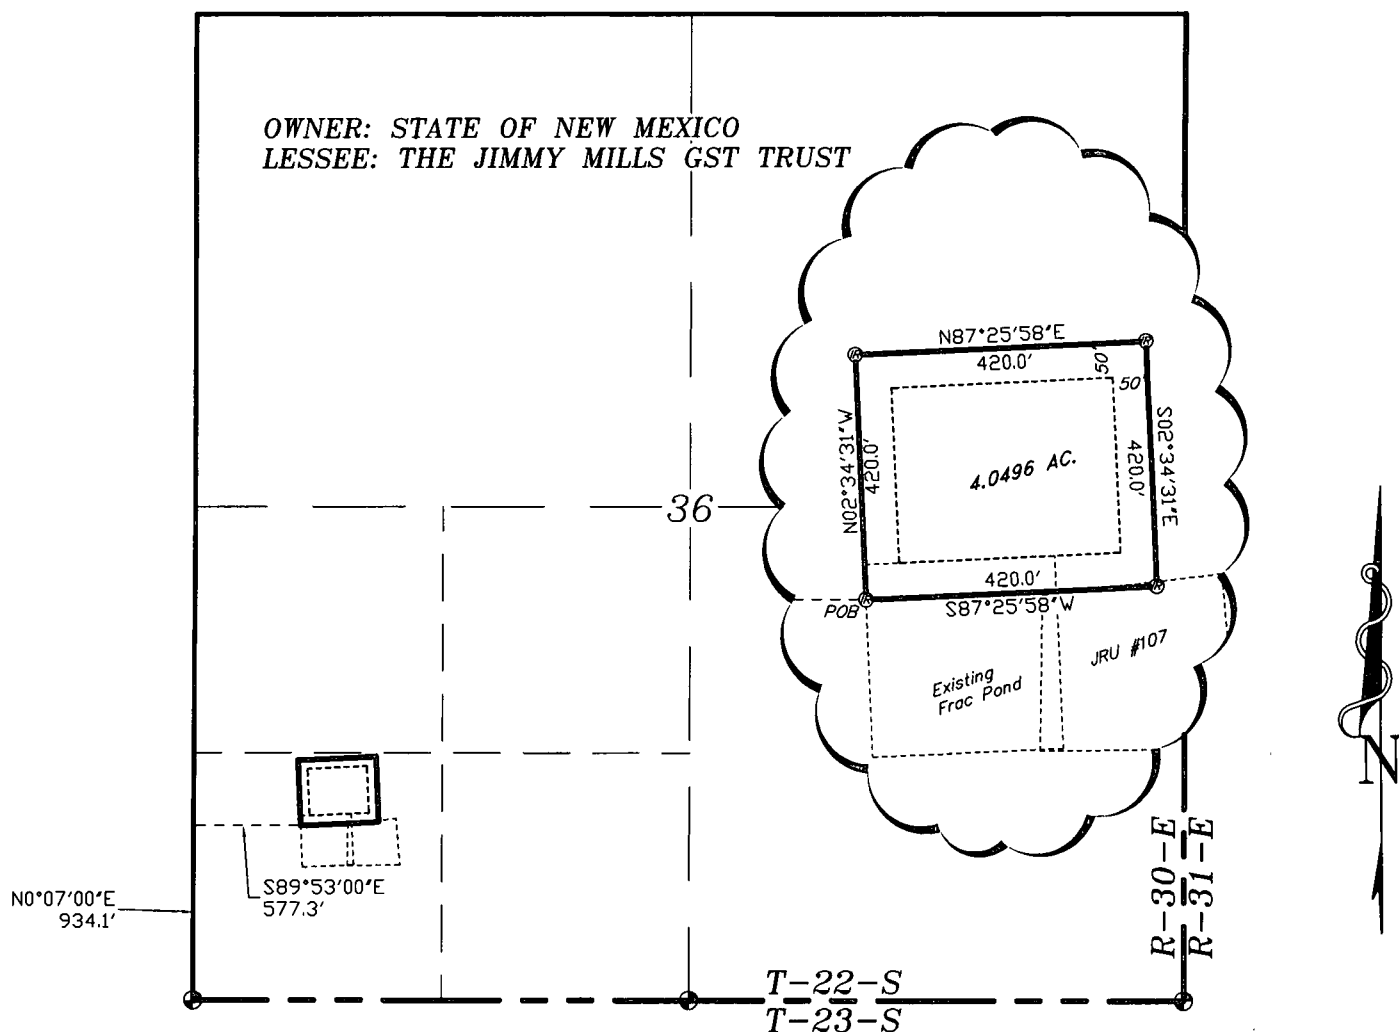 OWNER: STATE OF NEW MEXICO
LESSEE: THE JIMMY MILLS GST TRUST
N87°25'58"E
420.0'
50'
50'
N02°34'31"W
420.0'
4.0496 AC.
420.0'
S02°34'31"E
36
420.0'
S87°25'58"W
POB
JRU #107
Existing
Frac Pond
N
S89°53'00"E
577.3'
N0°07'00"E
934.1'
R-30-E
R-31-E
T-22-S
T-23-S